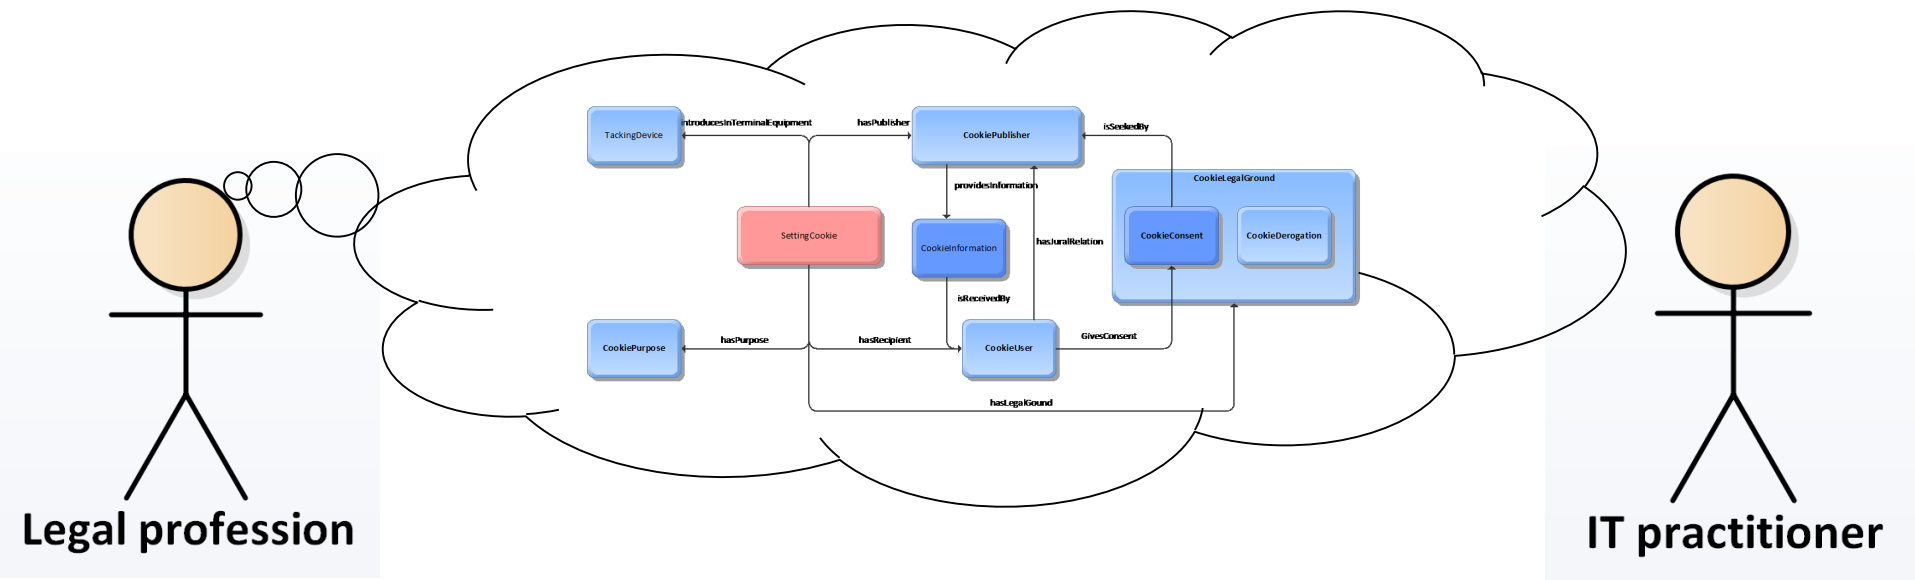 introducesInTerminalEquipment
hasPublisher
isSeekedBy
TackingDevice
CookiePublisher
CookieLegalGround
providesInformation
SettingCookie
CookieInformation
hasJuralRelation
CookieConsent
CookieDerogation
isReceivedBy
CookiePurpose
hasPurpose
hasRecipient
CookieUser
GivesConsent
hasLegalGound
Legal profession
IT practitioner